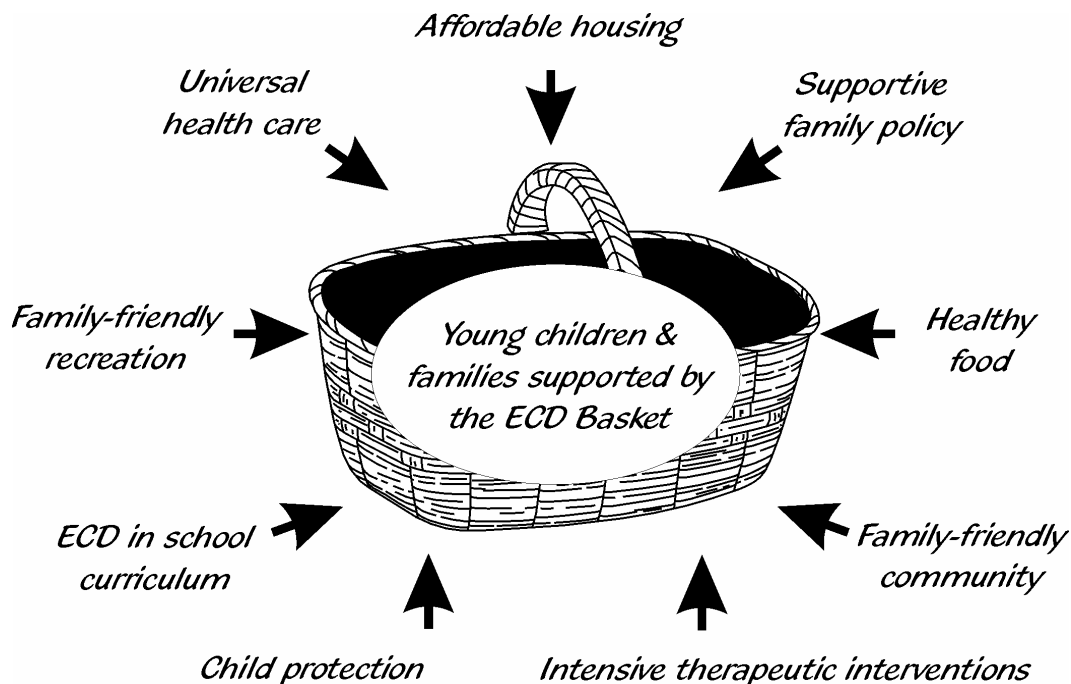 Affordable housing
Universal
health care
Supportive
family policy
Family-friendly
recreation
Young children &
families supported by
the ECD Basket
Healthy
food
ECD in school
curriculum
Family-friendly
community
Child protection
Intensive therapeutic interventions